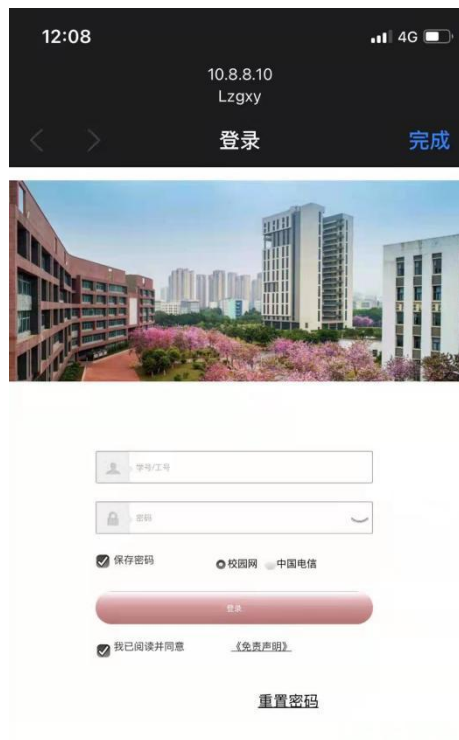 12:08
4G
10.8.8.10
Lzgxy
登录
完成
学号/工号
密码
保存密码
校园网
中国电信
登录
我已阅读并同意
《免责声明》
重置密码